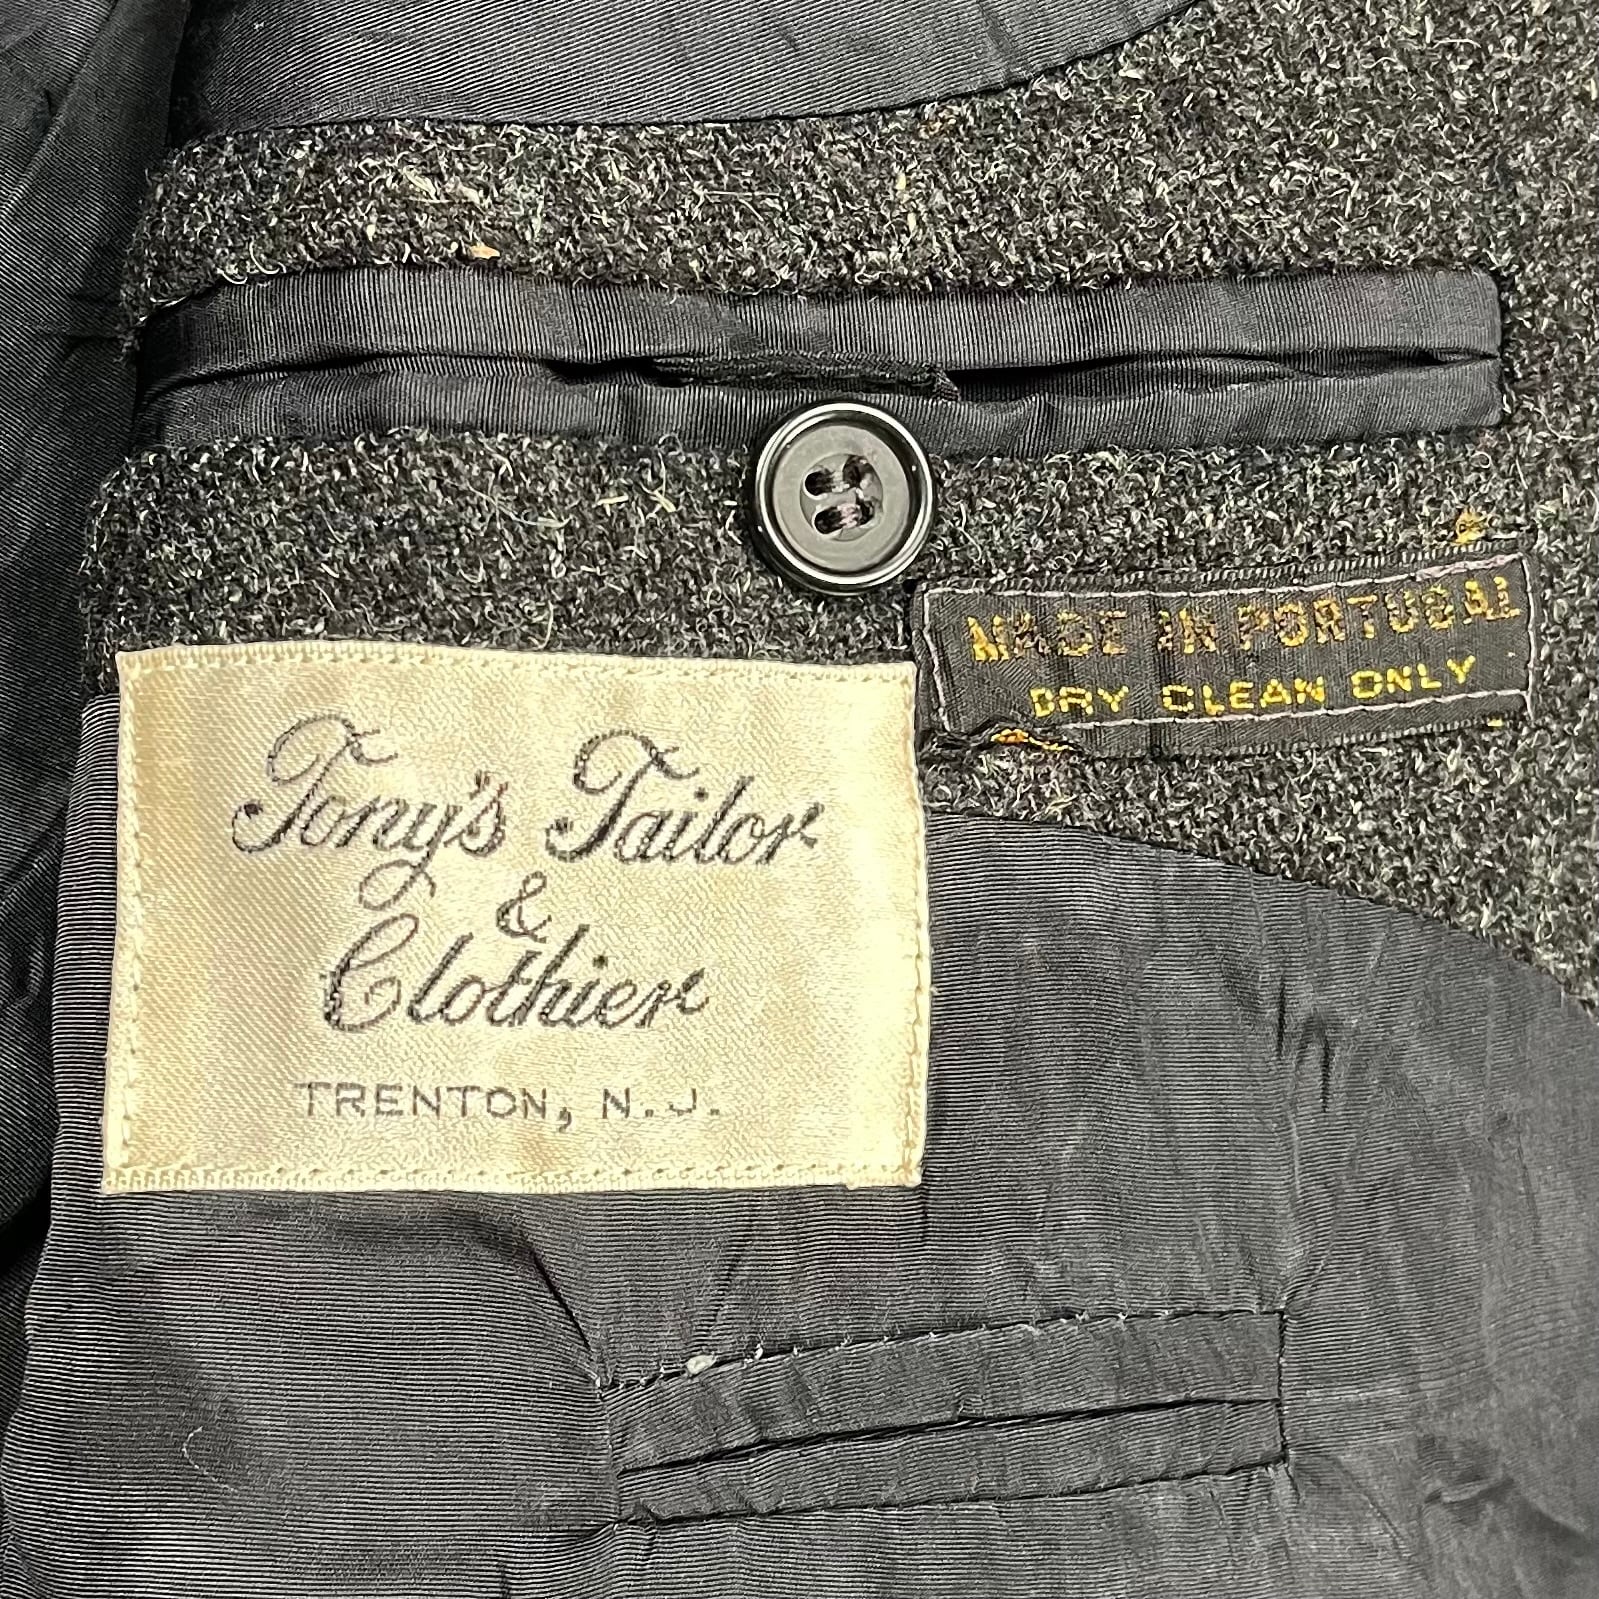 MADE IN PORTUGAL
DRY CLEAN ONLY
Tony's Tailor
&
Clothier
TRENTON, N.J.